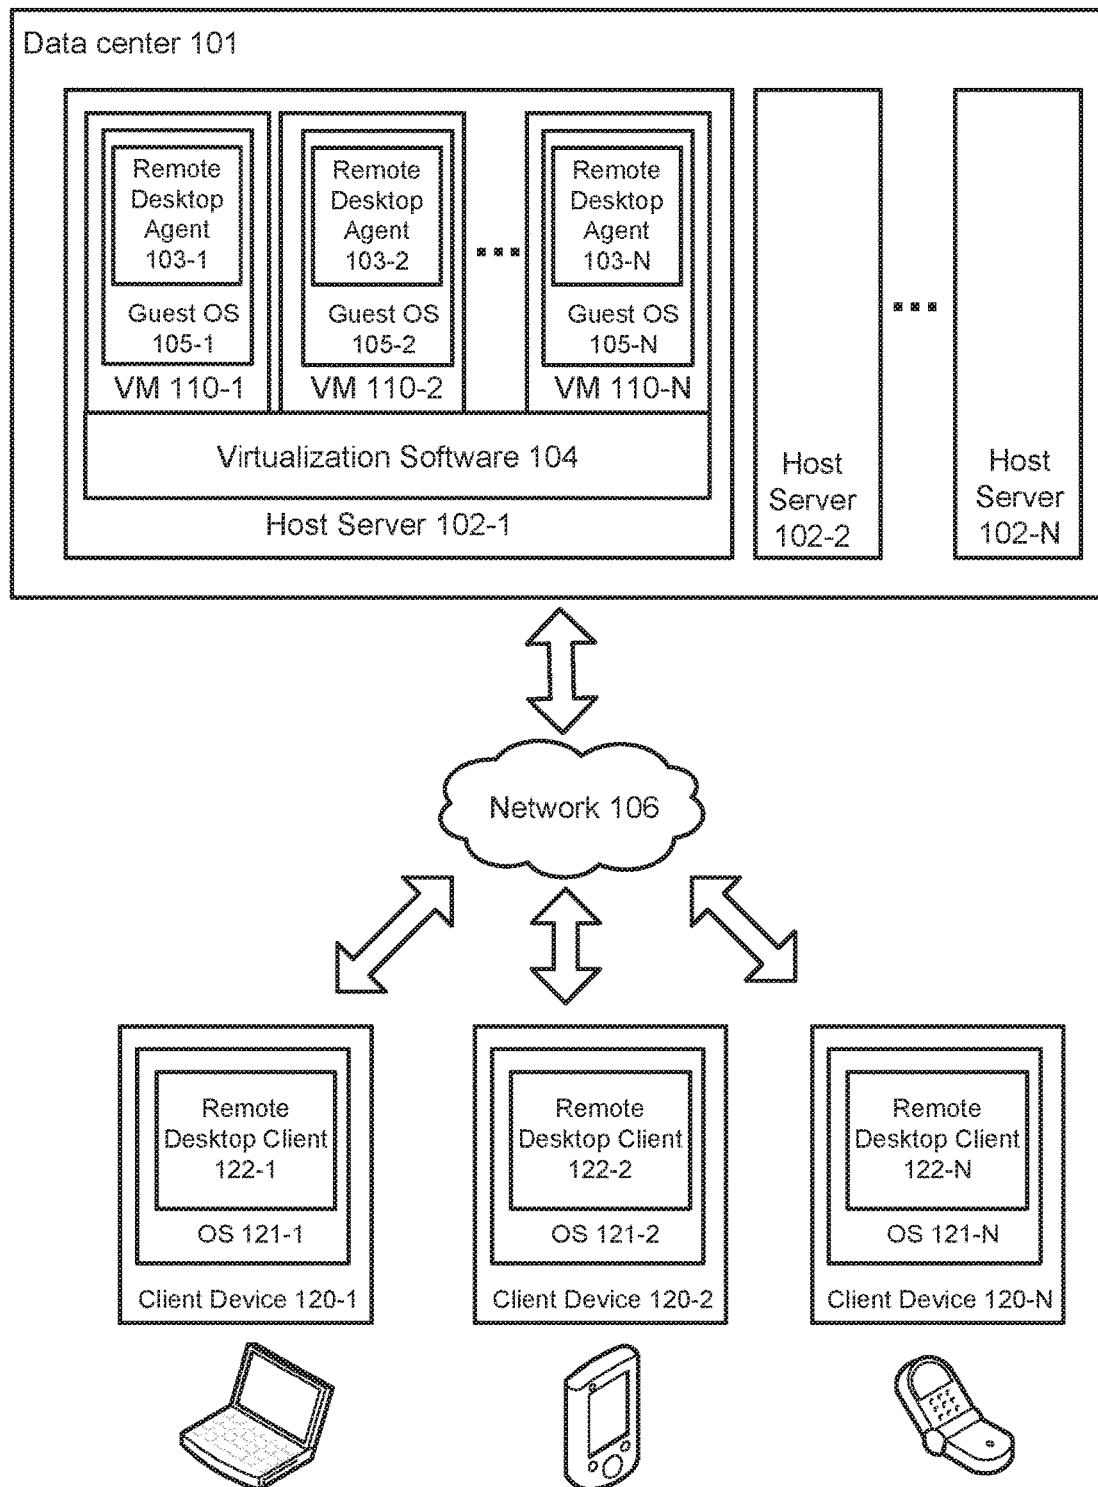 Data center 101
Remote
Desktop
Agent
103-1
Guest OS
105-1
VM 110-1
Remote
Desktop
Agent
103-2
Guest OS
105-2
VM 110-2
Remote
Desktop
Agent
103-N
Guest OS
105-N
VM 110-N
Virtualization Software 104
Host Server 102-1
Host
Server
102-2
Host
Server
102-N
Network 106
Remote
Desktop Client
122-1
OS 121-1
Client Device 120-1
Remote
Desktop Client
122-2
OS 121-2
Client Device 120-2
Remote
Desktop Client
122-N
OS 121-N
Client Device 120-N